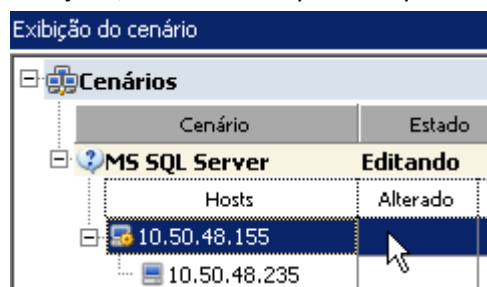 Exibição do cenário
Cenários
Cenário Estado
MS SQL Server Editando
Hosts Alterado
10.50.48.155
10.50.48.235